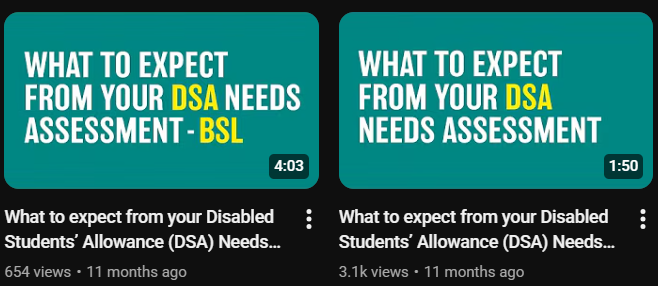 WHAT TO EXPECT
FROM YOUR DSA NEEDS
ASSESSMENT - BSL
4:03
What to expect from your Disabled
Students’ Allowance (DSA) Needs...
654 views • 11 months ago
WHAT TO EXPECT
FROM YOUR DSA
NEEDS ASSESSMENT
1:50
What to expect from your Disabled
Students’ Allowance (DSA) Needs...
3.1k views • 11 months ago